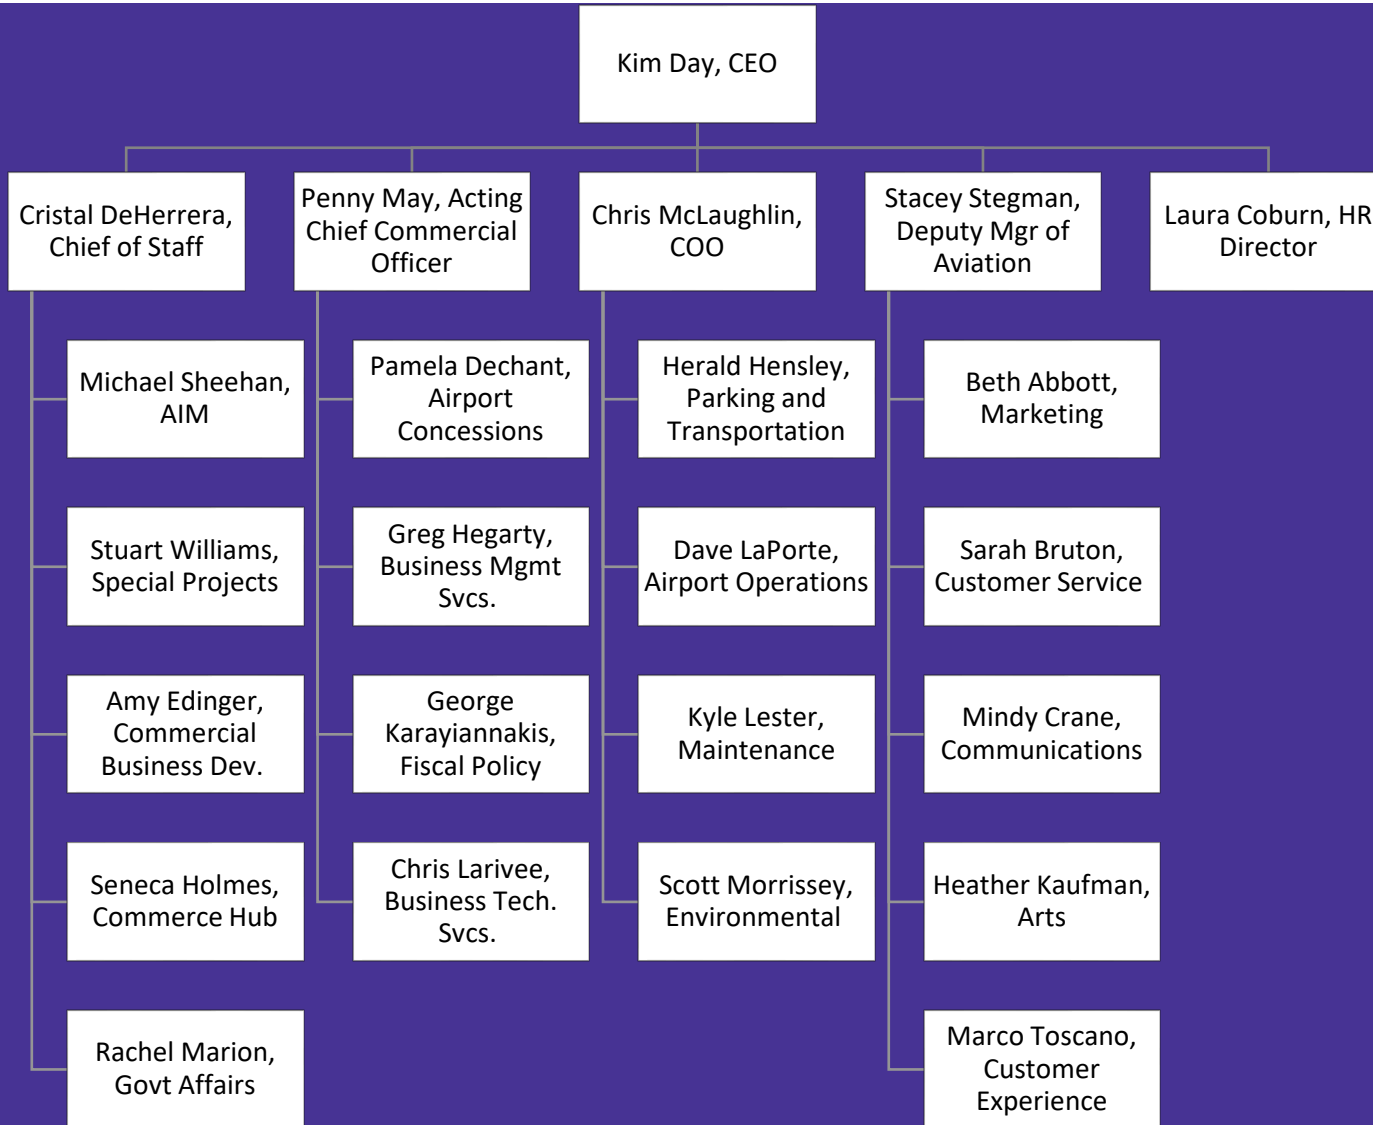 Kim Day, CEO
Cristal DeHerrera,
Chief of Staff
Penny May, Acting
Chief Commercial
Officer
Chris McLaughlin,
COO
Stacey Stegman,
Deputy Mgr of
Aviation
Laura Coburn, HR
Director
Michael Sheehan,
AIM
Stuart Williams,
Special Projects
Amy Edinger,
Commercial
Business Dev.
Seneca Holmes,
Commerce Hub
Rachel Marion,
Govt Affairs
Pamela Dechant,
Airport
Concessions
Greg Hegarty,
Business Mgmt
Svcs.
George
Karayiannakis,
Fiscal Policy
Chris Larivee,
Business Tech.
Svcs.
Herald Hensley,
Parking and
Transportation
Dave LaPorte,
Airport Operations
Kyle Lester,
Maintenance
Scott Morrissey,
Environmental
Beth Abbott,
Marketing
Sarah Bruton,
Customer Service
Mindy Crane,
Communications
Heather Kaufman,
Arts
Marco Toscano,
Customer
Experience